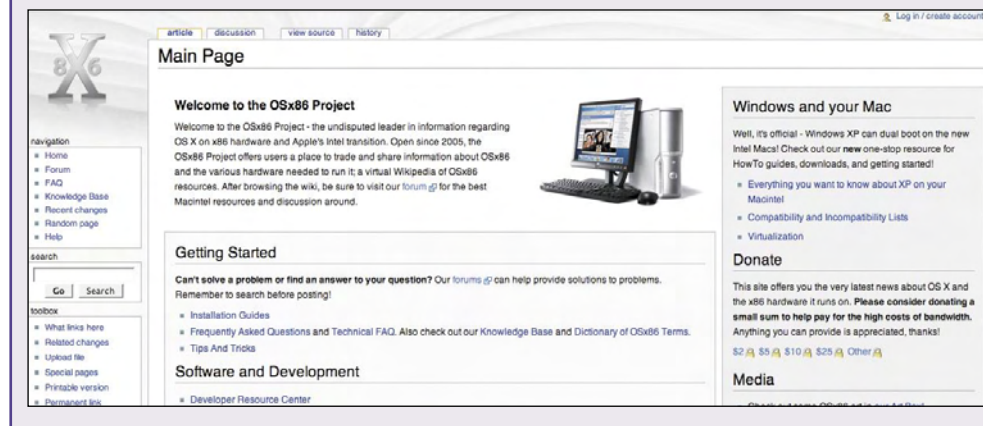 Log in / create account
article discussion view source history
X
86
Main Page
navigation
Home
Forum
FAQ
Knowledge Base
Recent changes
Random page
Help
search
Go Search
toolbox
What links here
Related changes
Upload file
Special pages
Printable version
Permanent link
Welcome to the OSx86 Project
Welcome to the OSx86 Project - the undisputed leader in information regarding
OS X on x86 hardware and Apple's Intel transition. Open since 2005, the
OSx86 Project offers users a place to trade and share information about OSx86
and the various hardware needed to run it; a virtual Wikipedia of OSx86
resources. After browsing the wiki, be sure to visit our forum for the best
Macintel resources and discussion around.
Getting Started
Can't solve a problem or find an answer to your question? Our forums can help provide solutions to problems.
Remember to search before posting!
Installation Guides
Frequently Asked Questions and Technical FAQ. Also check out our Knowledge Base and Dictionary of OSx86 Terms.
Tips And Tricks
Software and Development
Developer Resource Center
Windows and your Mac
Well, it's official - Windows XP can dual boot on the new
Intel Macs! Check out our new one-stop resource for
HowTo guides, downloads, and getting started!
Everything you want to know about XP on your
Macintel
Compatibility and Incompatibility Lists
Virtualization
Donate
This site offers you the very latest news about OS X and
the x86 hardware it runs on. Please consider donating a
small sum to help pay for the high costs of bandwidth.
Anything you can provide is appreciated, thanks!
$2 $5 $10 $25 Other
Media